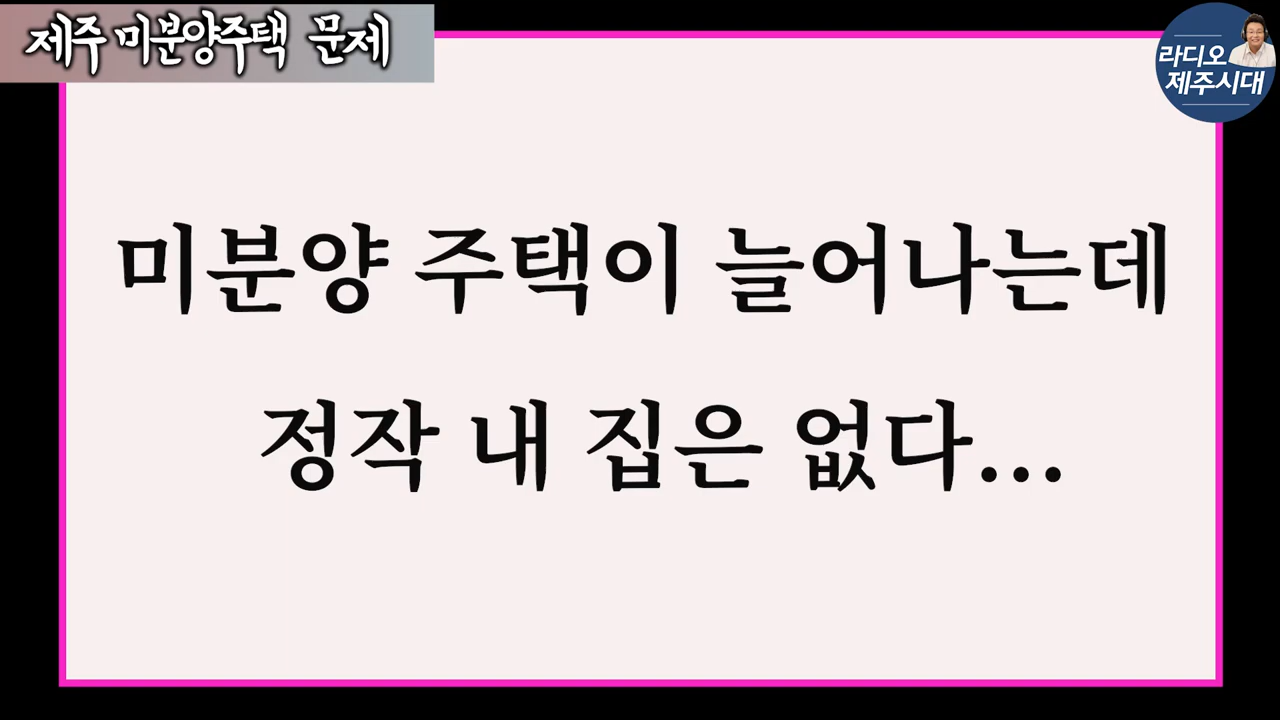 제주 미분양주택 문제
라디오
제주시대
미분양 주택이 늘어나는데
정작 내 집은 없다...